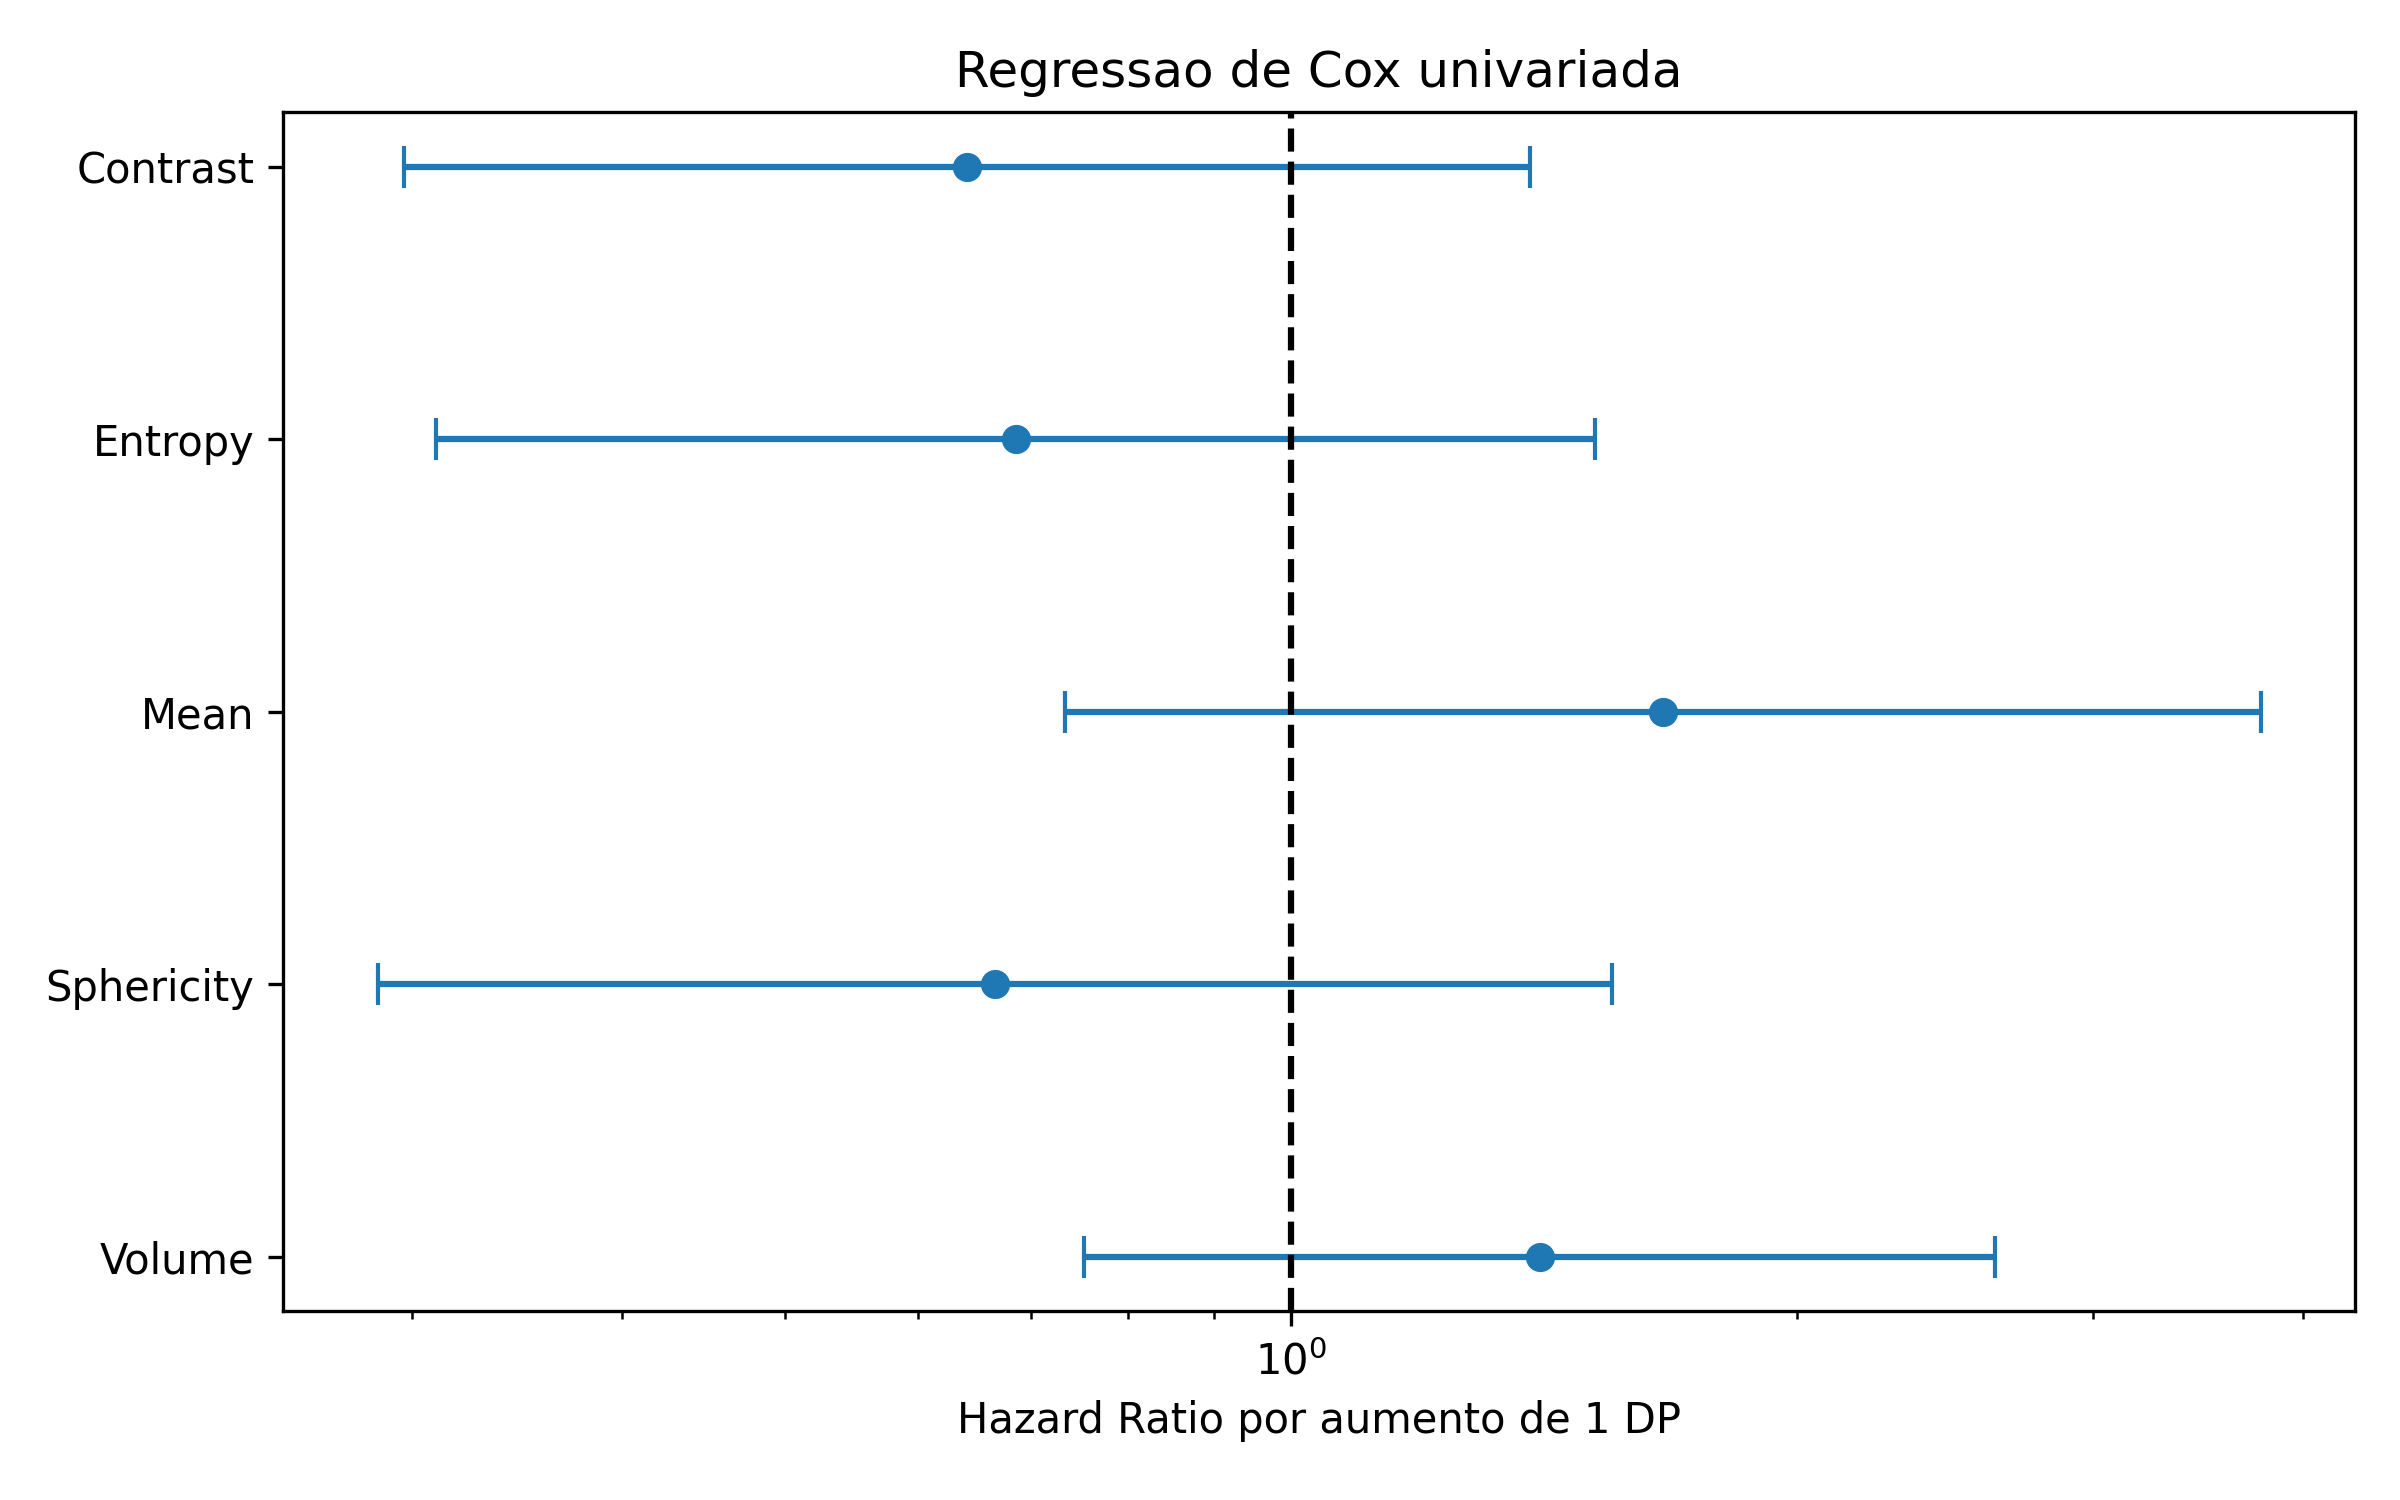 Regressao de Cox univariada
Contrast
Entropy
Mean
Sphericity
Volume
10⁰
Hazard Ratio por aumento de 1 DP